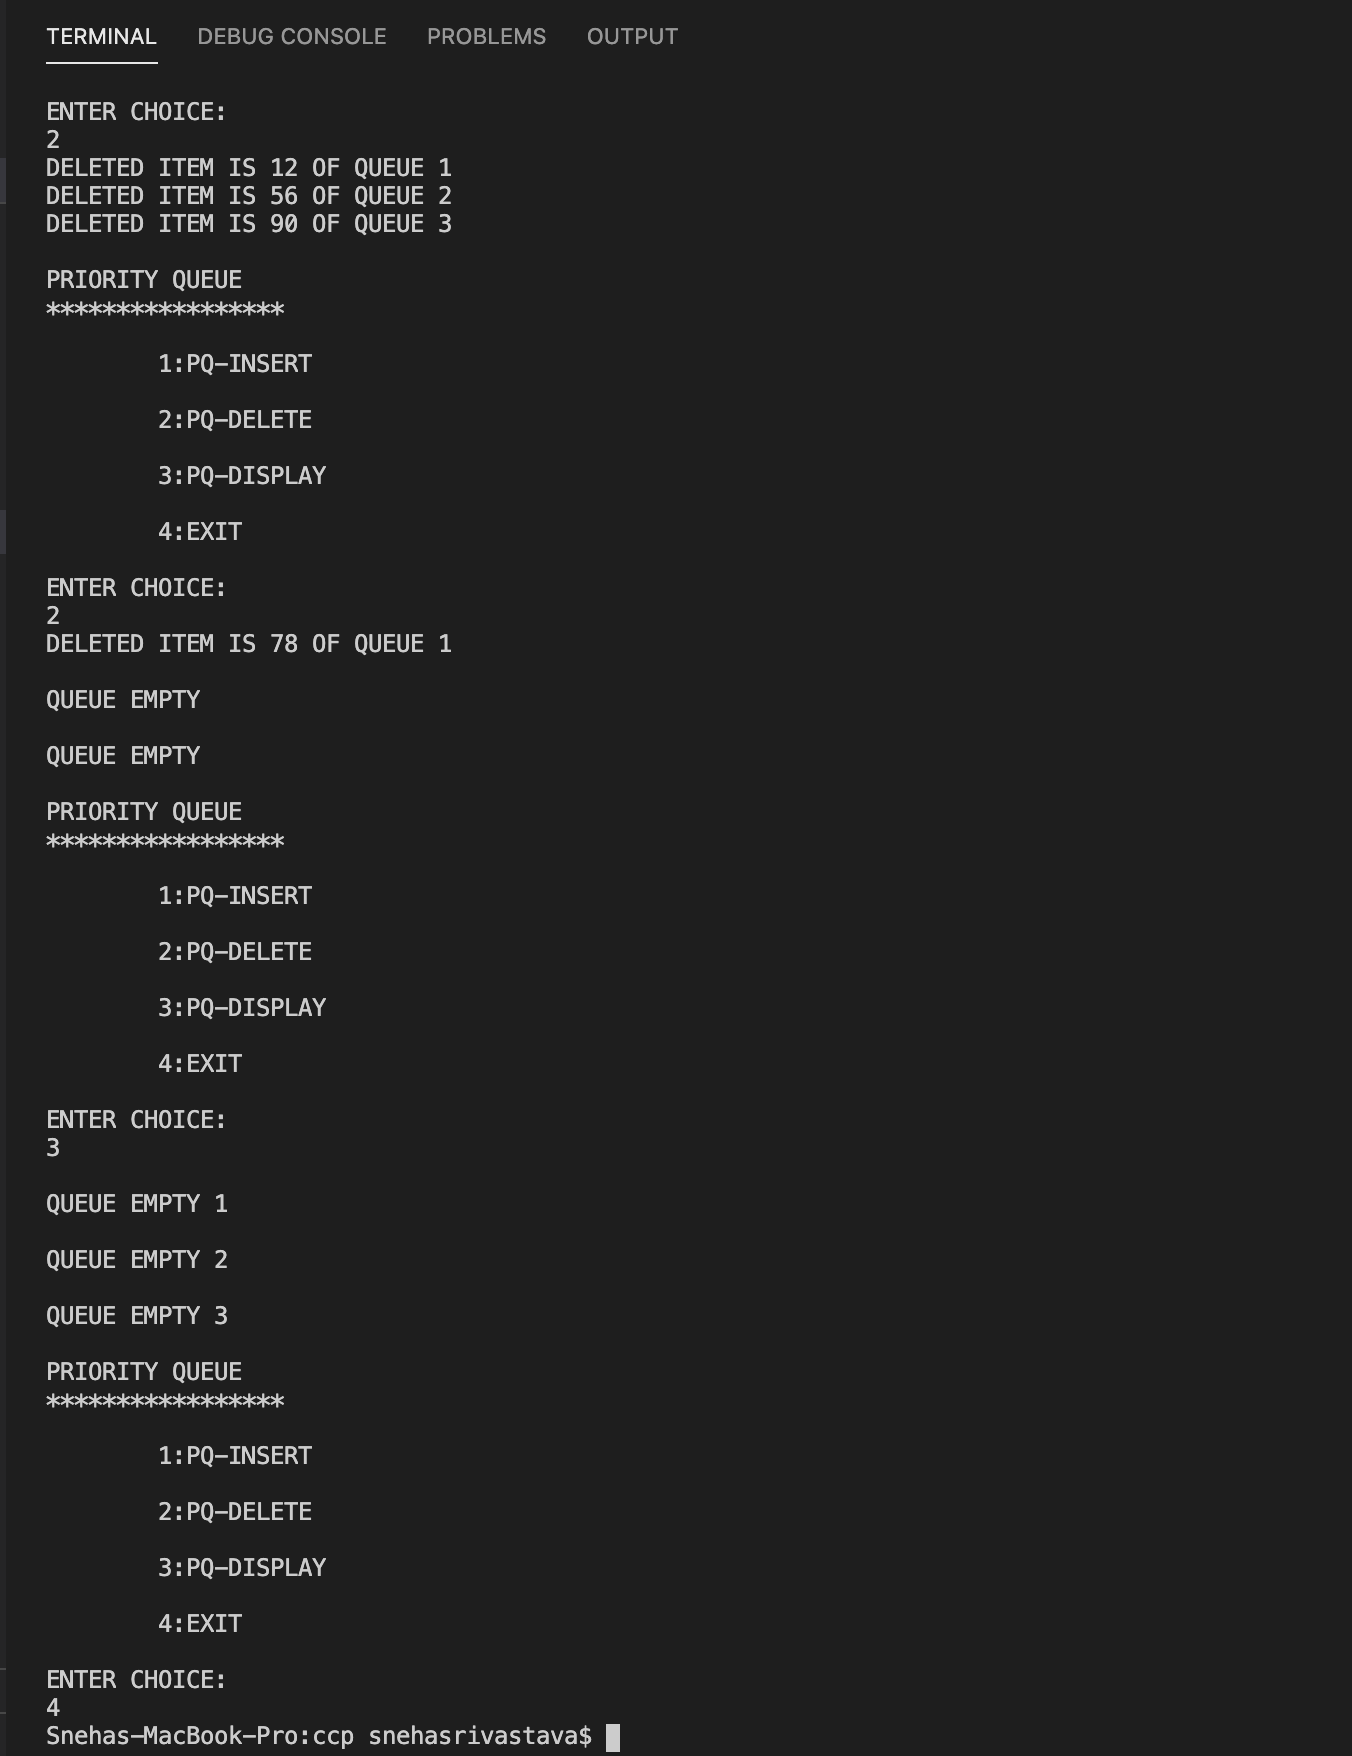 TERMINAL DEBUG CONSOLE PROBLEMS OUTPUT
ENTER CHOICE:
2
DELETED ITEM IS 12 OF QUEUE 1
DELETED ITEM IS 56 OF QUEUE 2
DELETED ITEM IS 90 OF QUEUE 3
PRIORITY QUEUE
*****************
1:PQ-INSERT
2:PQ-DELETE
3:PQ-DISPLAY
4:EXIT
ENTER CHOICE:
2
DELETED ITEM IS 78 OF QUEUE 1
QUEUE EMPTY
QUEUE EMPTY
PRIORITY QUEUE
*****************
1:PQ-INSERT
2:PQ-DELETE
3:PQ-DISPLAY
4:EXIT
ENTER CHOICE:
3
QUEUE EMPTY 1
QUEUE EMPTY 2
QUEUE EMPTY 3
PRIORITY QUEUE
*****************
1:PQ-INSERT
2:PQ-DELETE
3:PQ-DISPLAY
4:EXIT
ENTER CHOICE:
4
Snehas-MacBook-Pro:ccp snehasrivastava$